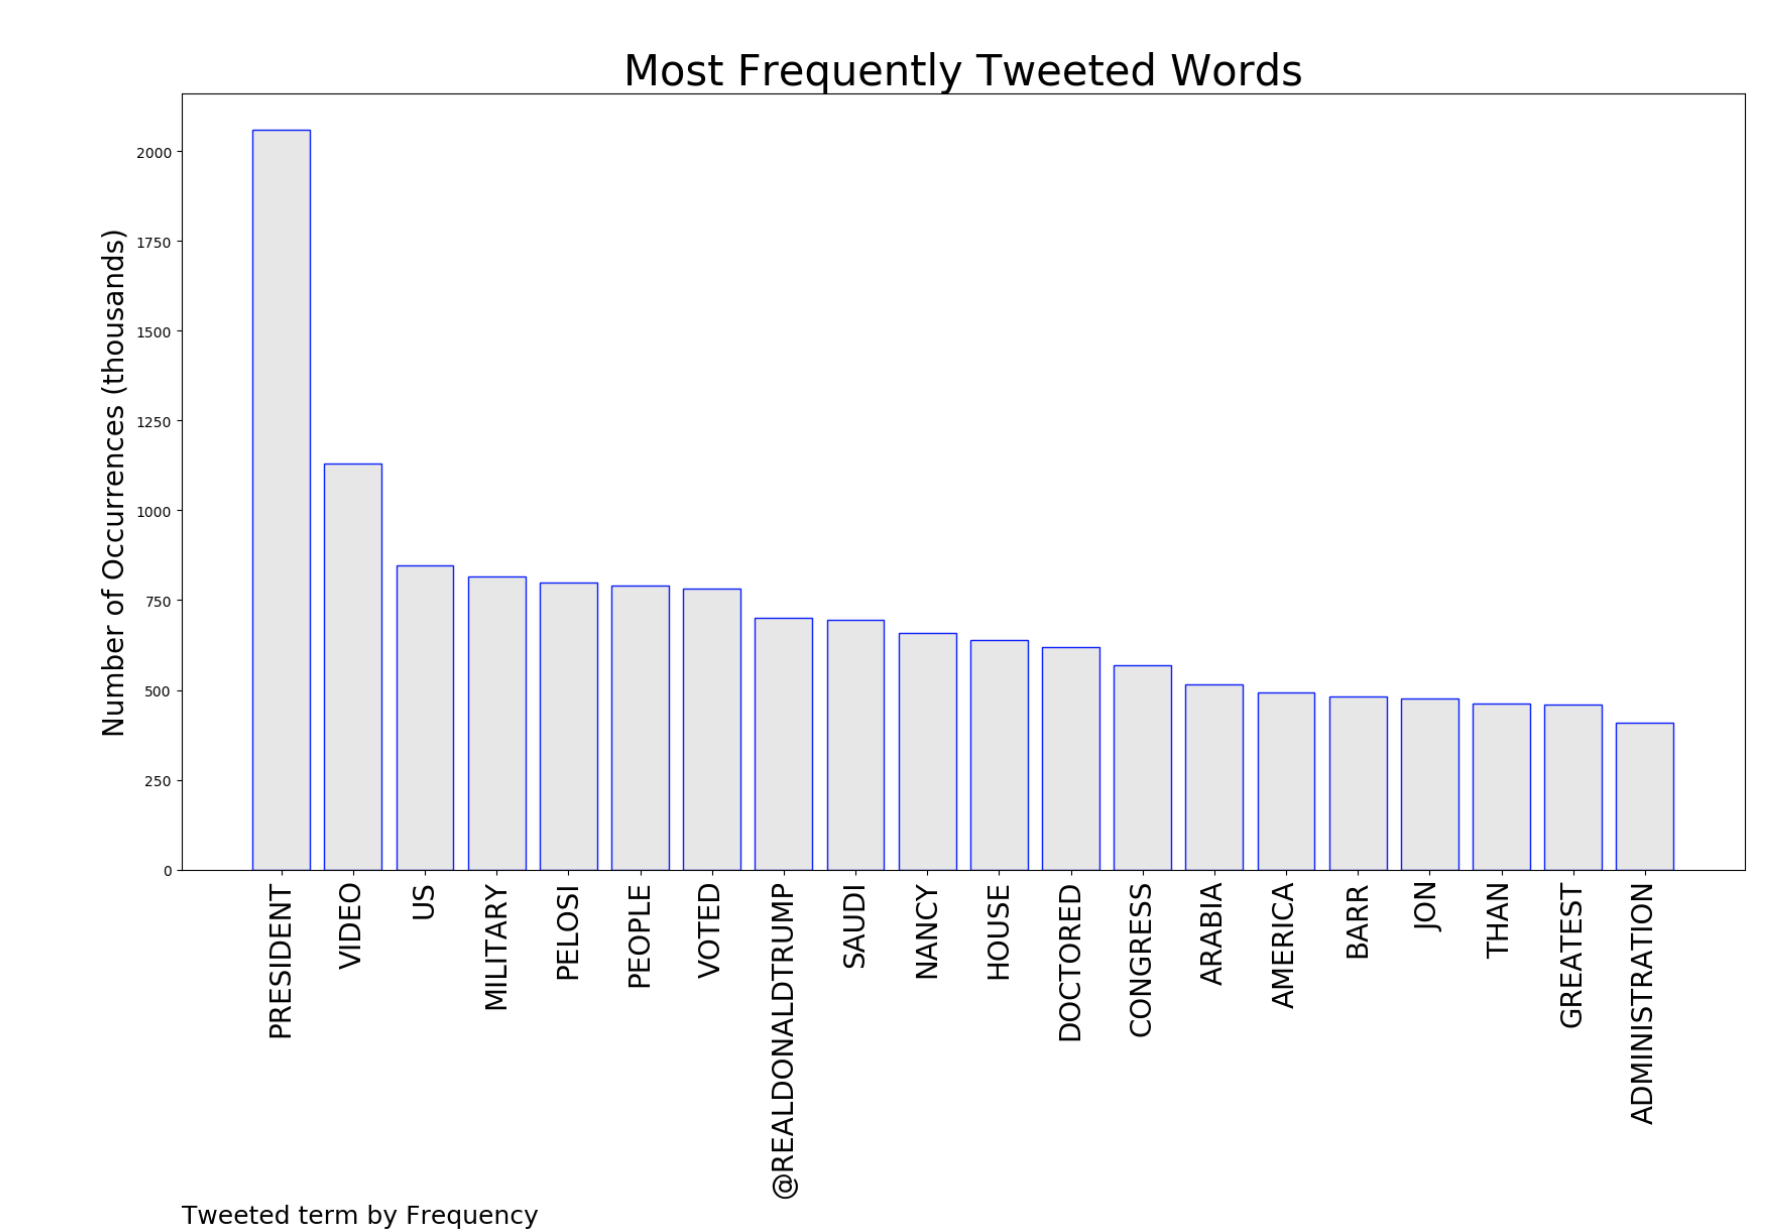 Most Frequently Tweeted Words
Number of Occurrences (thousands)
2000
1750
1500
1250
1000
750
500
250
0
PRESIDENT
VIDEO
US
MILITARY
PELOSI
PEOPLE
VOTED
@REALDONALDTRUMP
SAUDI
NANCY
HOUSE
DOCTORED
CONGRESS
ARABIA
AMERICA
BARR
JON
THAN
GREATEST
ADMINISTRATION
Tweeted term by Frequency